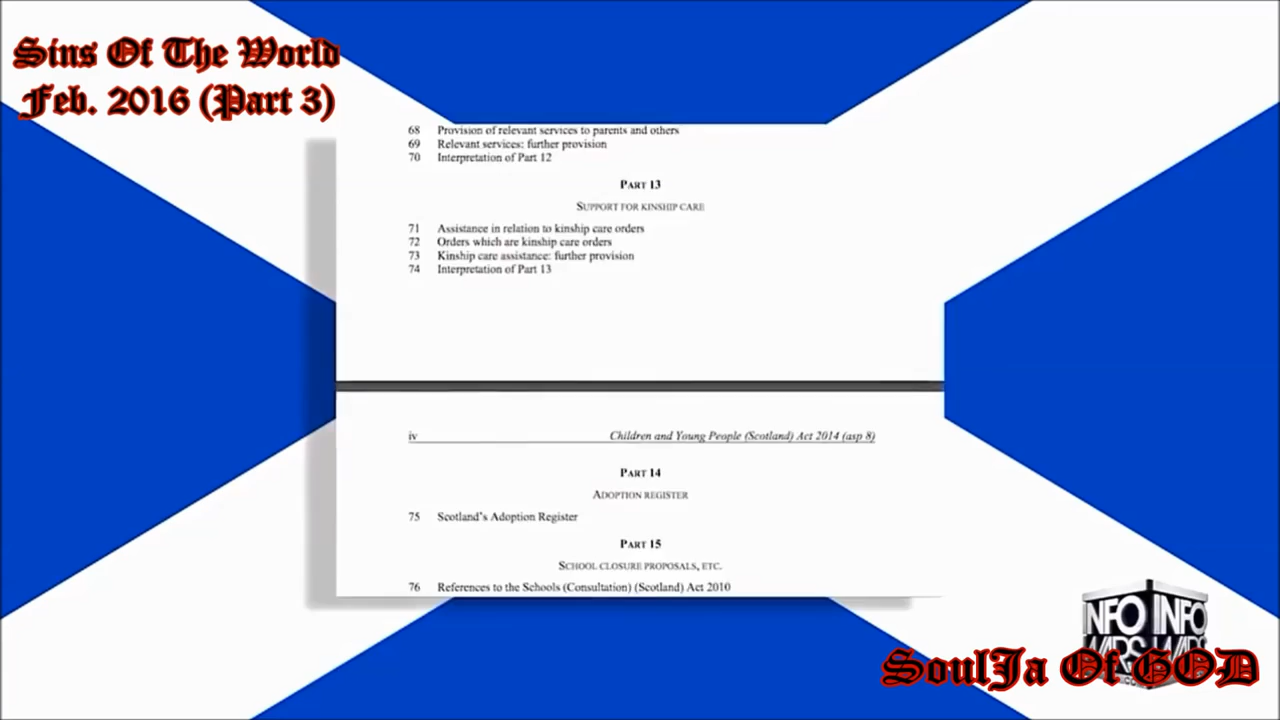 Sins Of The World
Feb. 2016 (Part 3)
68 Provision of relevant services to parents and others
69 Relevant services: further provision
70 Interpretation of Part 12
PART 13
SUPPORT FOR KINSHIP CARE
71 Assistance in relation to kinship care orders
72 Orders which are kinship care orders
73 Kinship care assistance: further provision
74 Interpretation of Part 13
iv Children and Young People (Scotland) Act 2014 (asp 8)
PART 14
ADOPTION REGISTER
75 Scotland's Adoption Register
PART 15
SCHOOL CLOSURE PROPOSALS, ETC.
76 References to the Schools (Consultation) (Scotland) Act 2010
INFO INFO
WARS WARS
SoulJa Of GOD